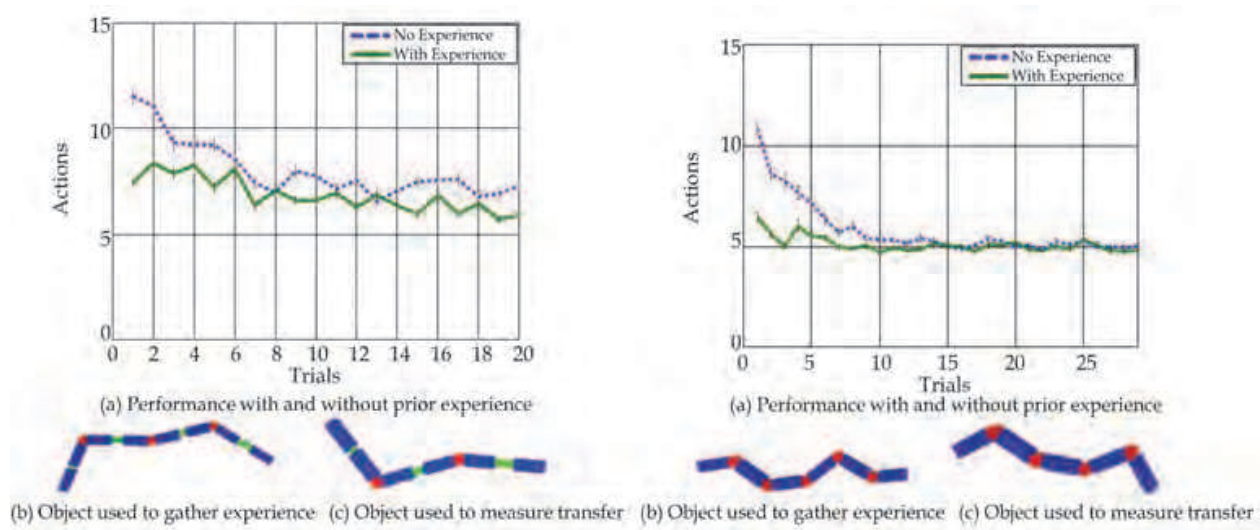 15
No Experience
With Experience
10
Actions
5
0
0 2 4 6 8 10 12 14 16 18 20
Trials
(a) Performance with and without prior experience
(b) Object used to gather experience (c) Object used to measure transfer
15
No Experience
With Experience
10
Actions
5
0
0 5 10 15 20 25
Trials
(a) Performance with and without prior experience
(b) Object used to gather experience (c) Object used to measure transfer